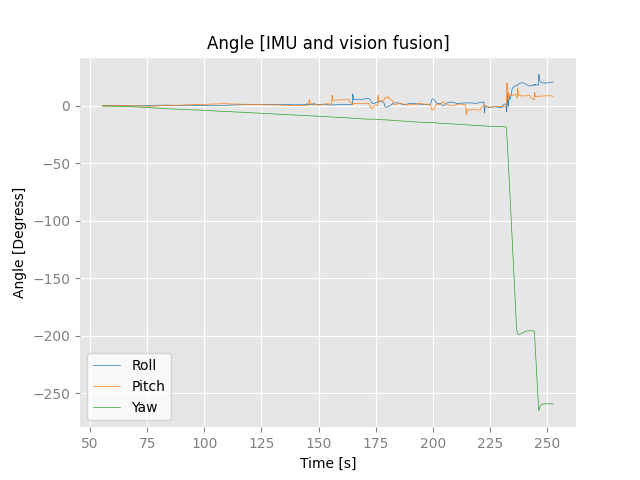 Angle [IMU and vision fusion]
0
−50
−100
−150
−200
−250
Angle [Degress]
Roll
Pitch
Yaw
50 75 100 125 150 175 200 225 250
Time [s]